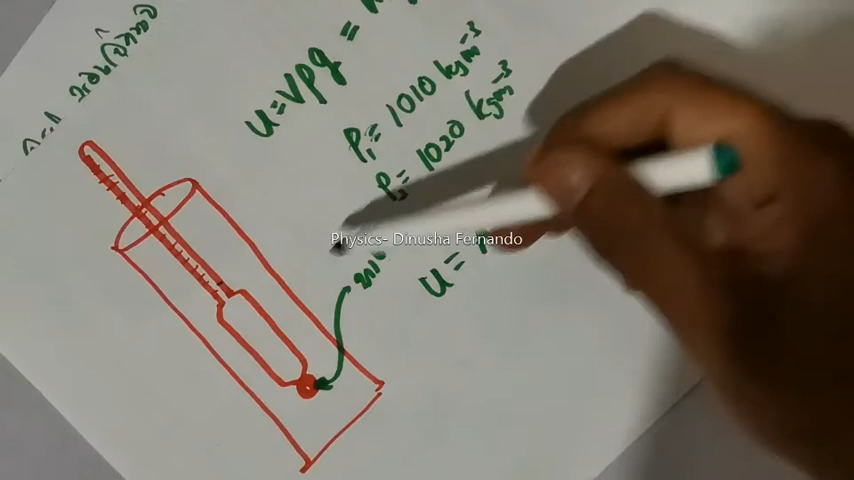 U = Vρg =
ρ₁ = 1010 kgm⁻³
ρ₂ = 1020 kgm⁻³
Physics- Dinusha Fernando
U =